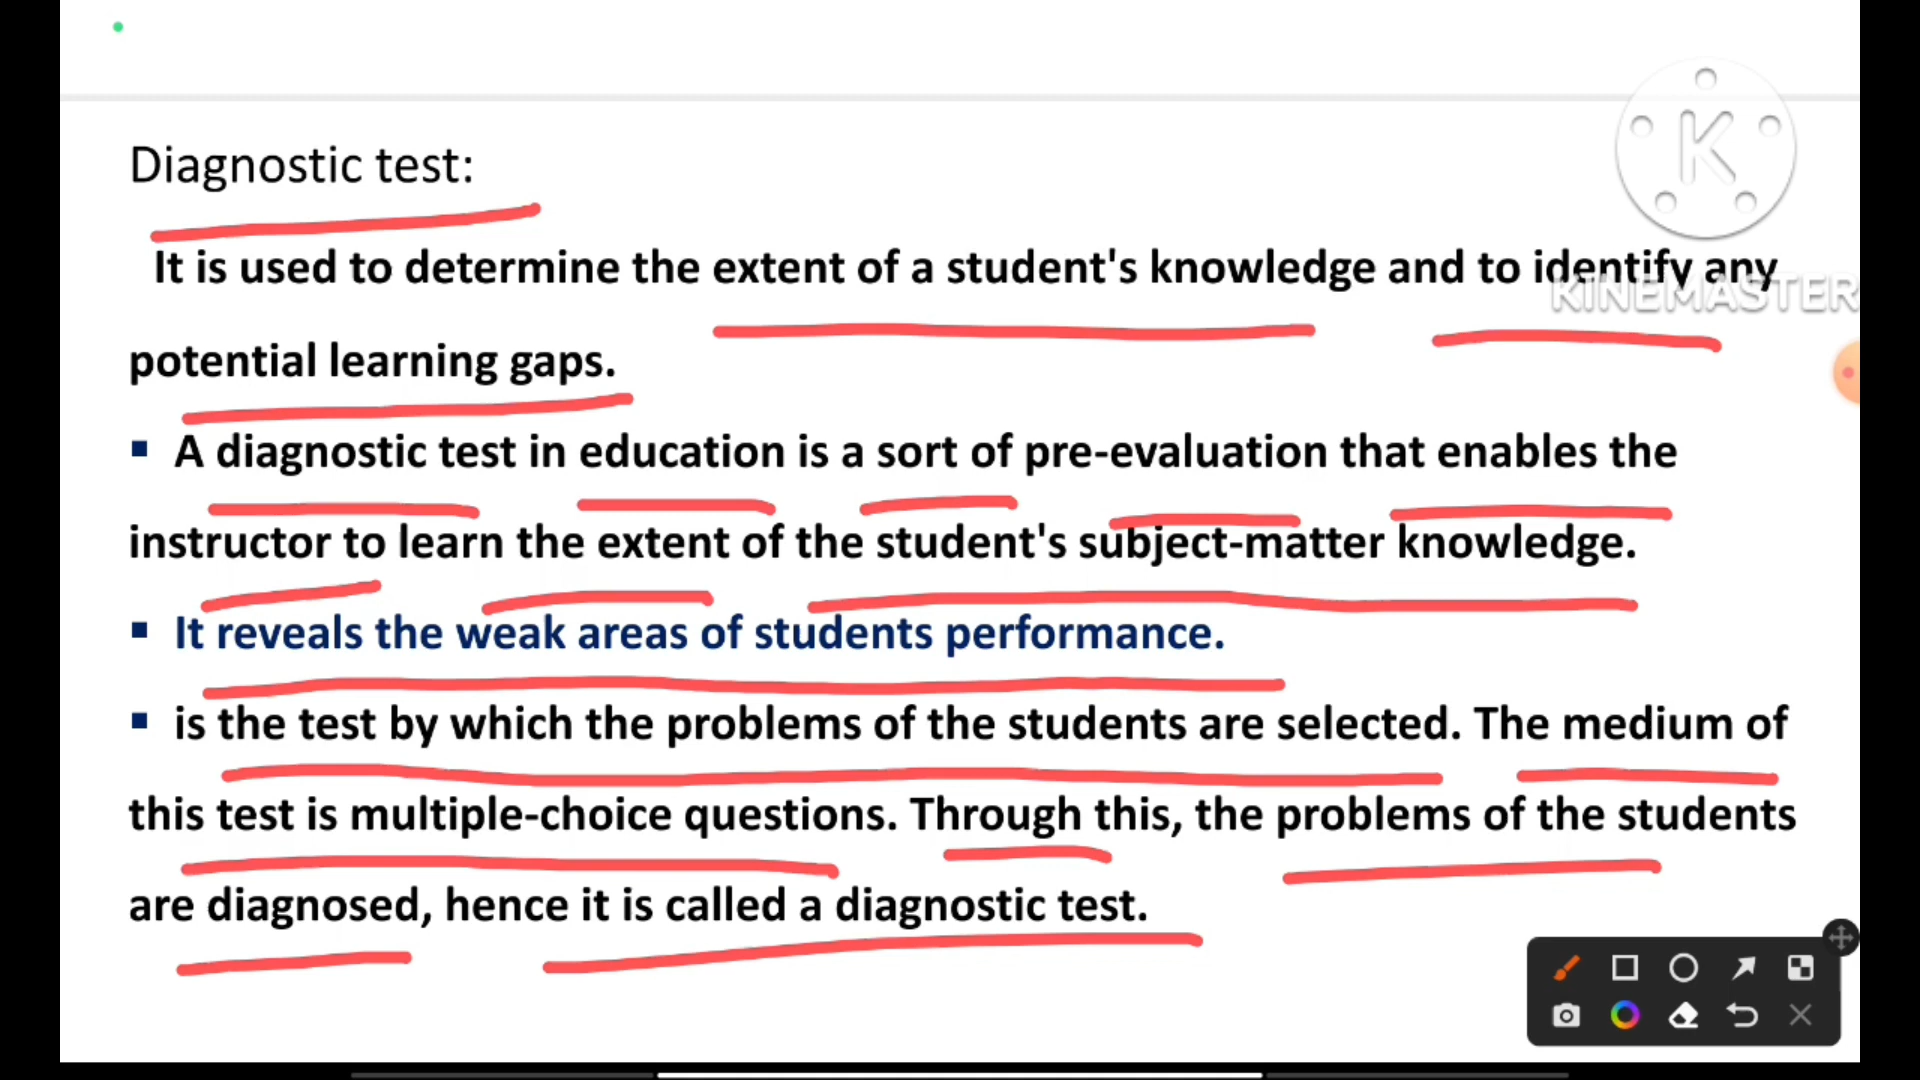 Diagnostic test:
It is used to determine the extent of a student's knowledge and to identify any
potential learning gaps.
▪ A diagnostic test in education is a sort of pre-evaluation that enables the
instructor to learn the extent of the student's subject-matter knowledge.
▪ It reveals the weak areas of students performance.
▪ is the test by which the problems of the students are selected. The medium of
this test is multiple-choice questions. Through this, the problems of the students
are diagnosed, hence it is called a diagnostic test.
K
KINEMASTER